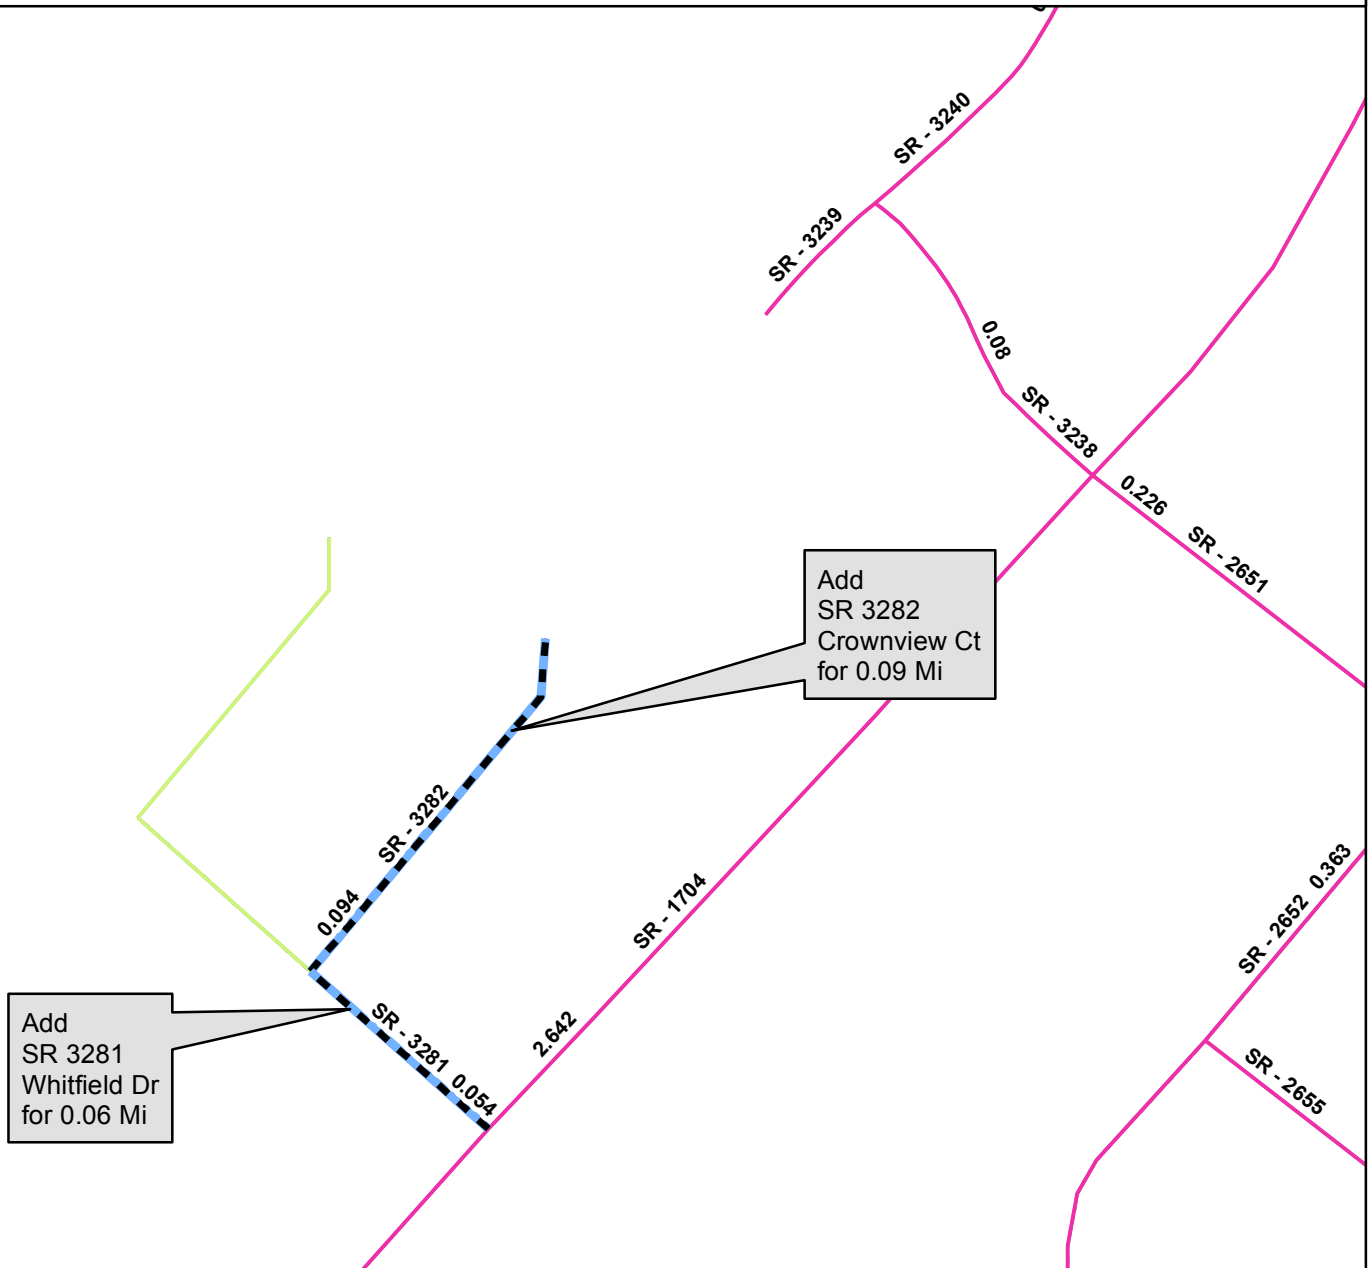 SR - 3240
SR - 3239
0.08
SR - 3238
0.226
SR - 2651
Add
SR 3282
Crownview Ct
for 0.09 Mi
SR - 3282
0.094
SR - 1704
2.642
SR - 2652 0.363
SR - 2655
Add
SR 3281
Whitfield Dr
for 0.06 Mi
SR - 3281 0.054